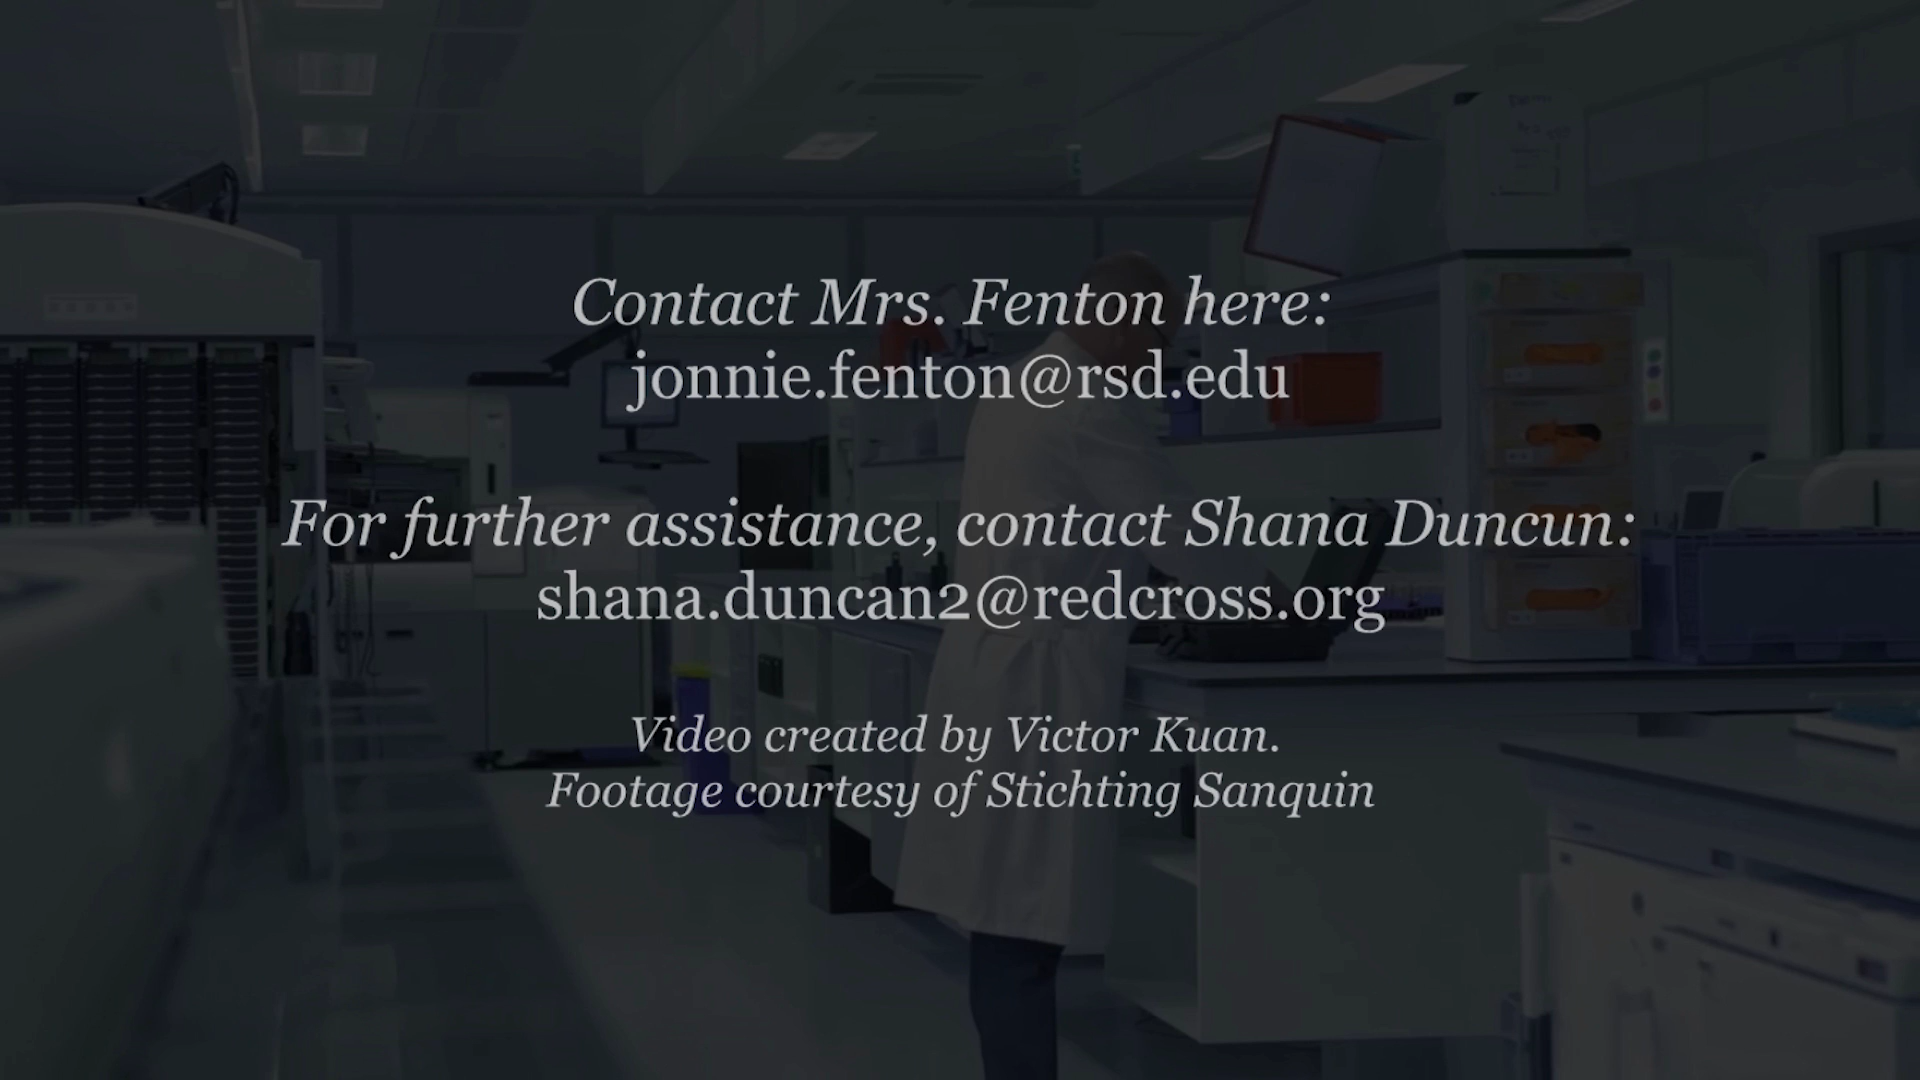 Contact Mrs. Fenton here:
jonnie.fenton@rsd.edu
For further assistance, contact Shana Duncun:
shana.duncan2@redcross.org
Video created by Victor Kuan.
Footage courtesy of Stichting Sanquin